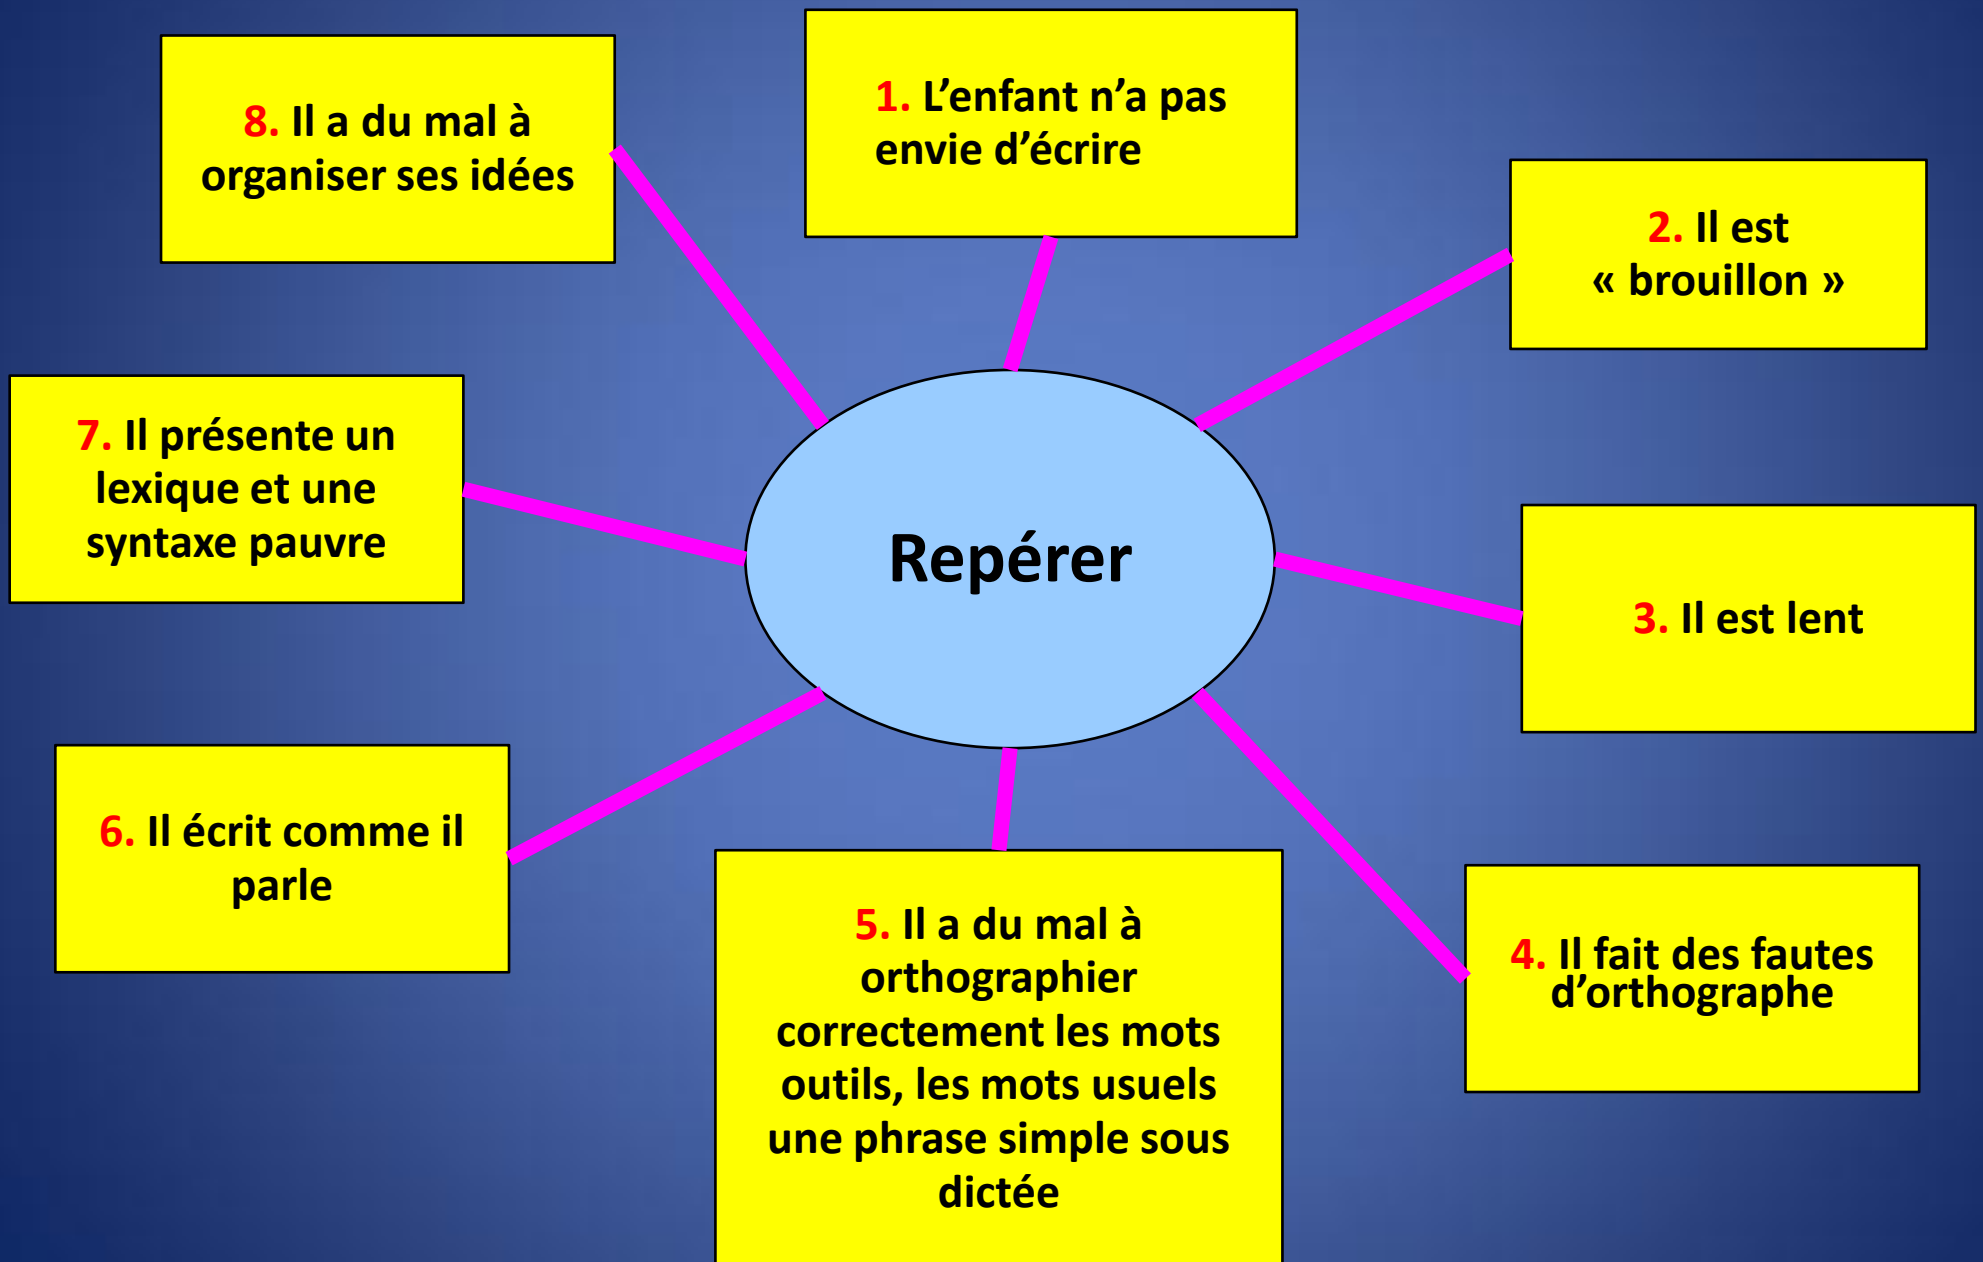 1. L’enfant n’a pas
envie d’écrire
2. Il est
« brouillon »
3. Il est lent
4. Il fait des fautes
d’orthographe
5. Il a du mal à
orthographier
correctement les mots
outils, les mots usuels
une phrase simple sous
dictée
6. Il écrit comme il
parle
7. Il présente un
lexique et une
syntaxe pauvre
8. Il a du mal à
organiser ses idées
Repérer